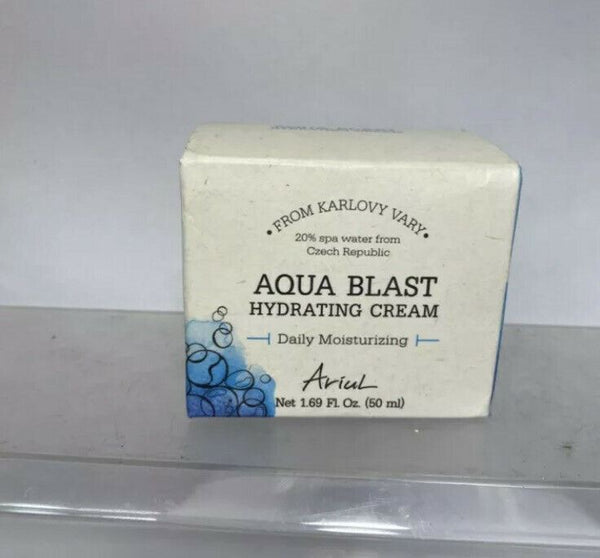 • FROM KARLOVY VARY •
20% spa water from
Czech Republic
AQUA BLAST
HYDRATING CREAM
Daily Moisturizing
Ariul
Net 1.69 Fl. Oz. (50 ml)